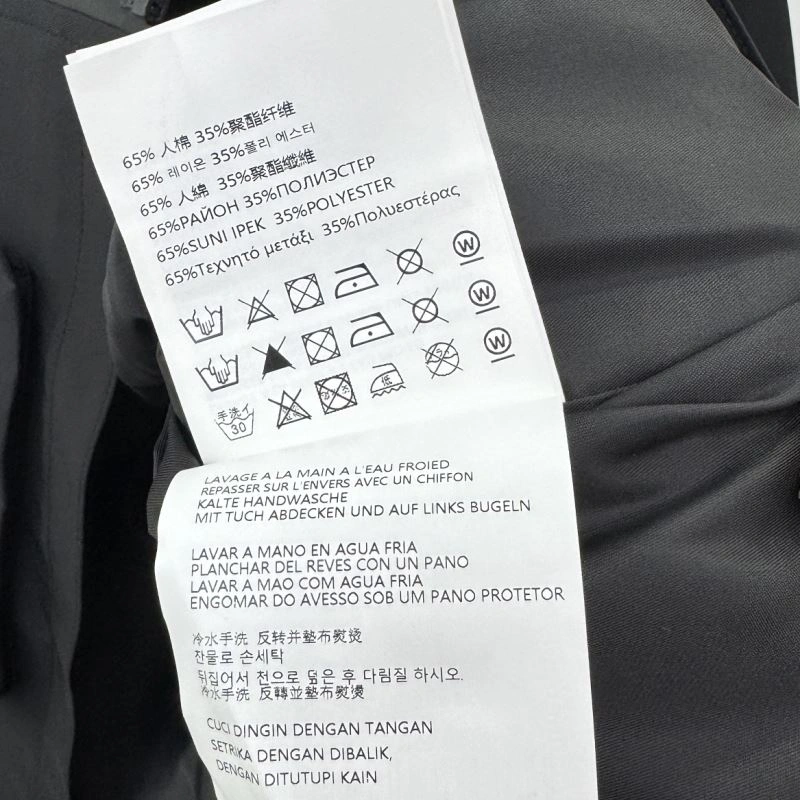 65% 人棉 35%聚酯纤维
65% 레이온 35%폴리 에스터
65% 人綿 35%聚酯纖維
65%РАЙОН 35%ПОЛИЭСТЕР
65%SUNI IPEK 35%POLYESTER
65%Τεχνητό μετάξι 35%Πολυεστέρας
W
W
手洗イ
30
低
W
LAVAGE A LA MAIN A L'EAU FROIED
REPASSER SUR L'ENVERS AVEC UN CHIFFON
KALTE HANDWASCHE
MIT TUCH ABDECKEN UND AUF LINKS BUGELN
LAVAR A MANO EN AGUA FRIA
PLANCHAR DEL REVES CON UN PANO
LAVAR A MAO COM AGUA FRIA
ENGOMAR DO AVESSO SOB UM PANO PROTETOR
冷水手洗 反转并垫布熨烫
찬물로 손세탁
뒤집어서 천으로 덮은 후 다림질 하시오.
冷水手洗 反轉並墊布熨燙
CUCI DINGIN DENGAN TANGAN
SETRIKA DENGAN DIBALIK,
DENGAN DITUTUPI KAIN